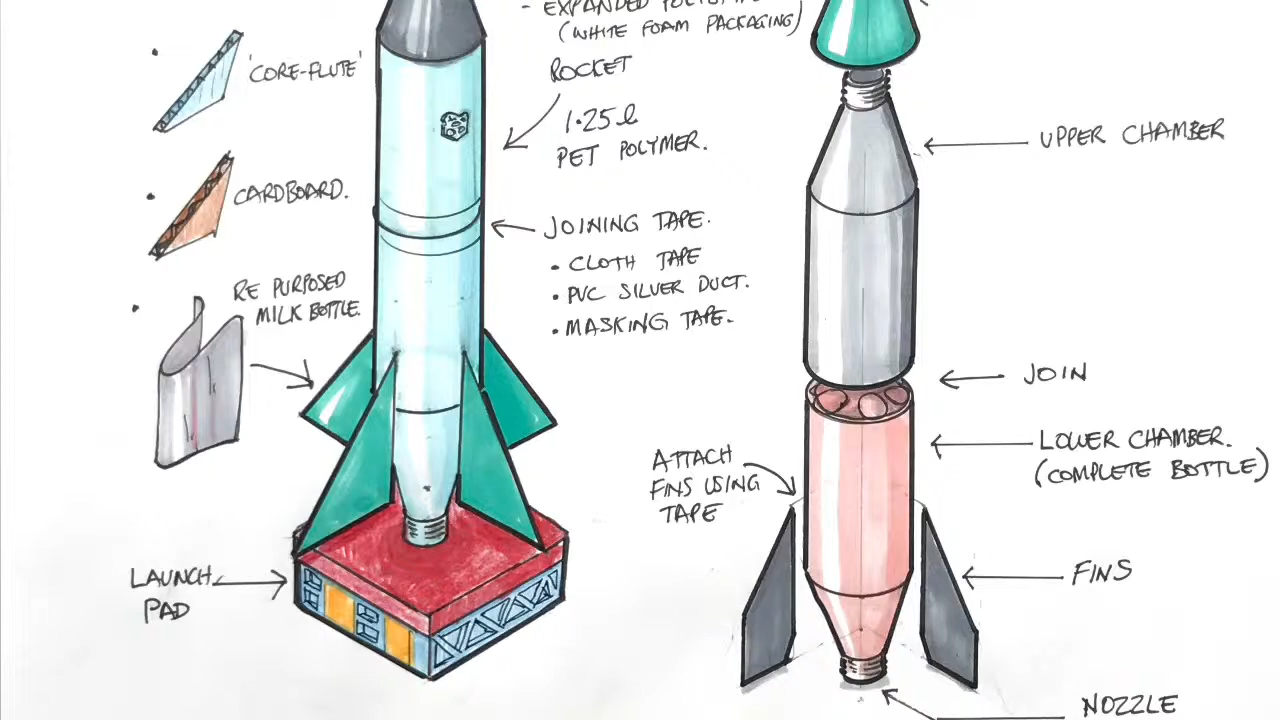 - EXPANDED
(WHITE FOAM PACKAGING)
'CORE-FLUTE'
ROCKET
1.25 l
PET POLYMER.
CARDBOARD.
JOINING TAPE.
• CLOTH TAPE
• PVC SILVER DUCT.
• MASKING TAPE.
RE PURPOSED
MILK BOTTLE.
LAUNCH
PAD
UPPER CHAMBER
JOIN
LOWER CHAMBER.
(COMPLETE BOTTLE)
ATTACH
FINS USING
TAPE
FINS
NOZZLE